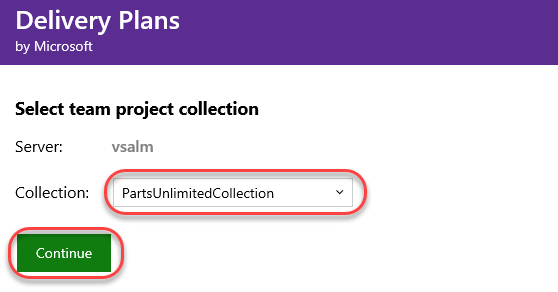 Delivery Plans
by Microsoft
Select team project collection
Server: vsalm
Collection: PartsUnlimitedCollection
Continue